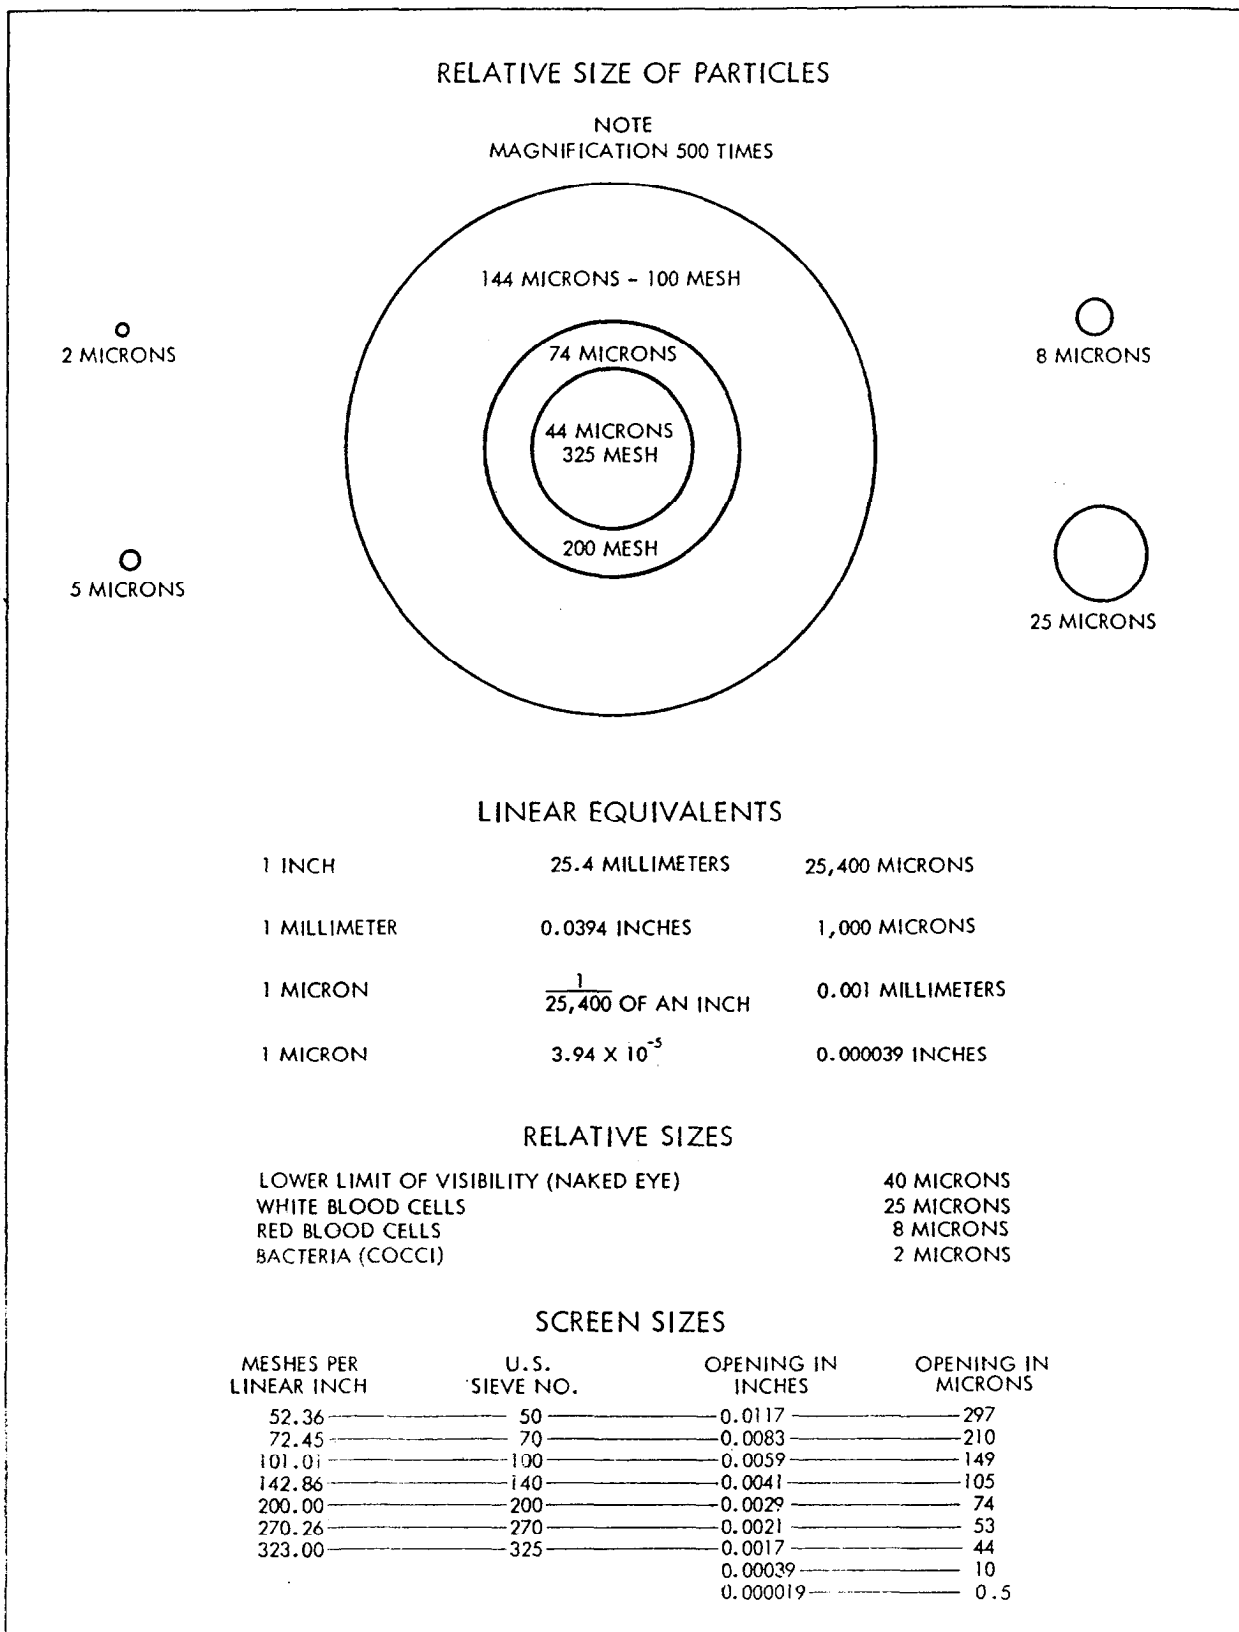 RELATIVE SIZE OF PARTICLES
NOTE
MAGNIFICATION 500 TIMES
144 MICRONS - 100 MESH
2 MICRONS
74 MICRONS
8 MICRONS
44 MICRONS
325 MESH
200 MESH
5 MICRONS
25 MICRONS
LINEAR EQUIVALENTS
1 INCH 25.4 MILLIMETERS 25,400 MICRONS
1 MILLIMETER 0.0394 INCHES 1,000 MICRONS
1 MICRON 1/25,400 OF AN INCH 0.001 MILLIMETERS
1 MICRON 3.94 X 10⁻⁵ 0.000039 INCHES
RELATIVE SIZES
LOWER LIMIT OF VISIBILITY (NAKED EYE) 40 MICRONS
WHITE BLOOD CELLS 25 MICRONS
RED BLOOD CELLS 8 MICRONS
BACTERIA (COCCI) 2 MICRONS
SCREEN SIZES
MESHES PER U.S. OPENING IN OPENING IN
LINEAR INCH SIEVE NO. INCHES MICRONS
52.36 50 0.0117 297
72.45 70 0.0083 210
101.01 100 0.0059 149
142.86 140 0.0041 105
200.00 200 0.0029 74
270.26 270 0.0021 53
323.00 325 0.0017 44
0.00039 10
0.000019 0.5